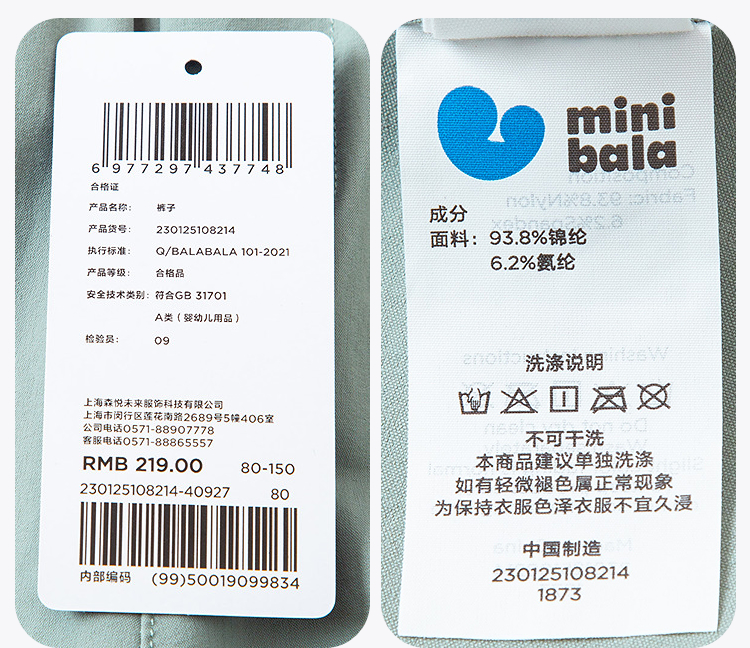 6 977297 437748
合格证
产品名称: 裤子
产品货号: 230125108214
执行标准: Q/BALABALA 101-2021
产品等级: 合格品
安全技术类别: 符合GB 31701
A类（婴幼儿用品）
检验员: 09
上海森悦未来服饰科技有限公司
上海市闵行区莲花南路2689号5幢406室
公司电话0571-88907778
客服电话0571-88865557
RMB 219.00 80-150
230125108214-40927 80
内部编码 (99)50019099834
mini
bala
成分
面料: 93.8%锦纶
6.2%氨纶
洗涤说明
不可干洗
本商品建议单独洗涤
如有轻微褪色属正常现象
为保持衣服色泽衣服不宜久浸
中国制造
230125108214
1873